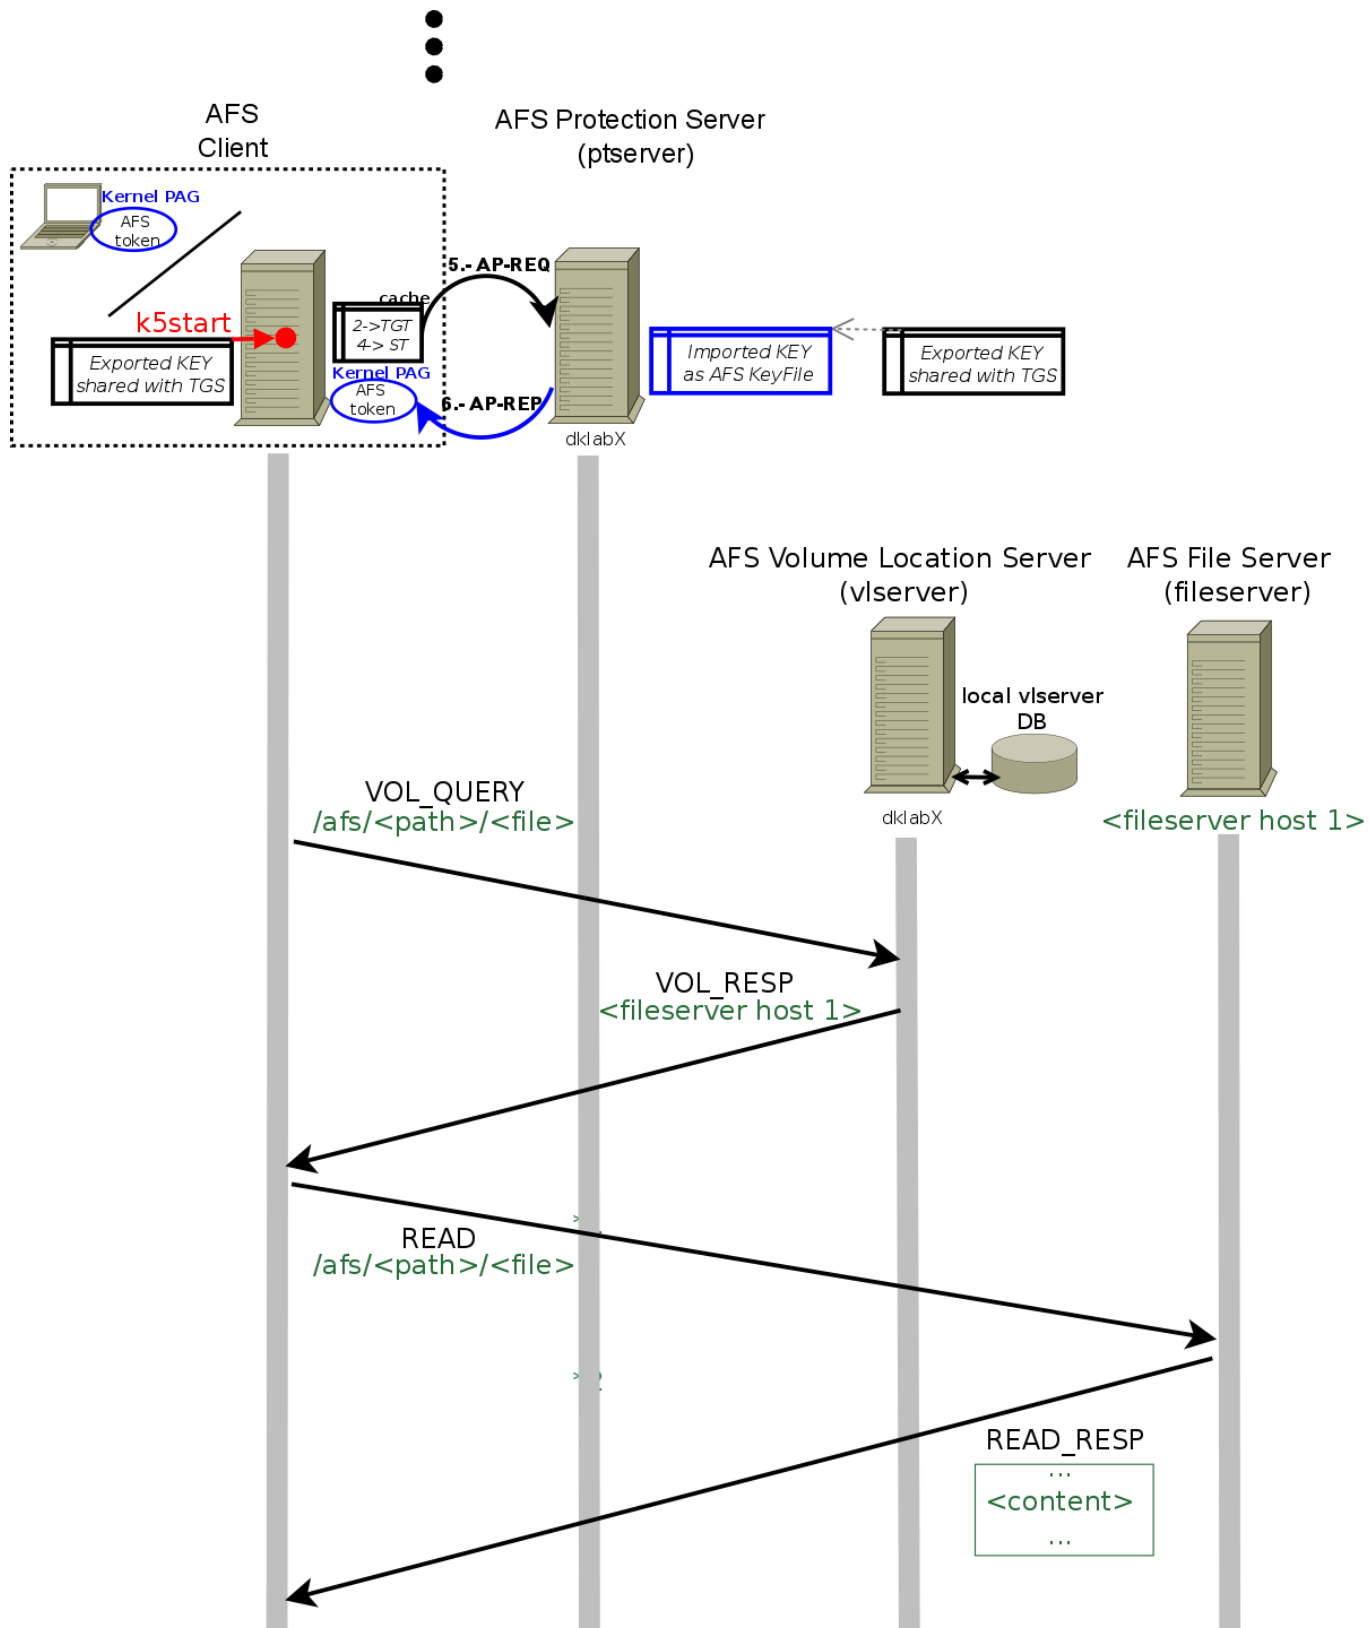 AFS
Client
AFS Protection Server
(ptserver)
Kernel PAG
AFS
token
k5start
Exported KEY
shared with TGS
cache
2->TGT
4-> ST
Kernel PAG
AFS
token
5.- AP-REQ
6.- AP-REP
dklabX
Imported KEY
as AFS KeyFile
Exported KEY
shared with TGS
AFS Volume Location Server
(vlserver)
AFS File Server
(fileserver)
local vlserver
DB
dklabX
<fileserver host 1>
VOL_QUERY
/afs/<path>/<file>
VOL_RESP
<fileserver host 1>
READ
/afs/<path>/<file>
READ_RESP
...
<content>
...